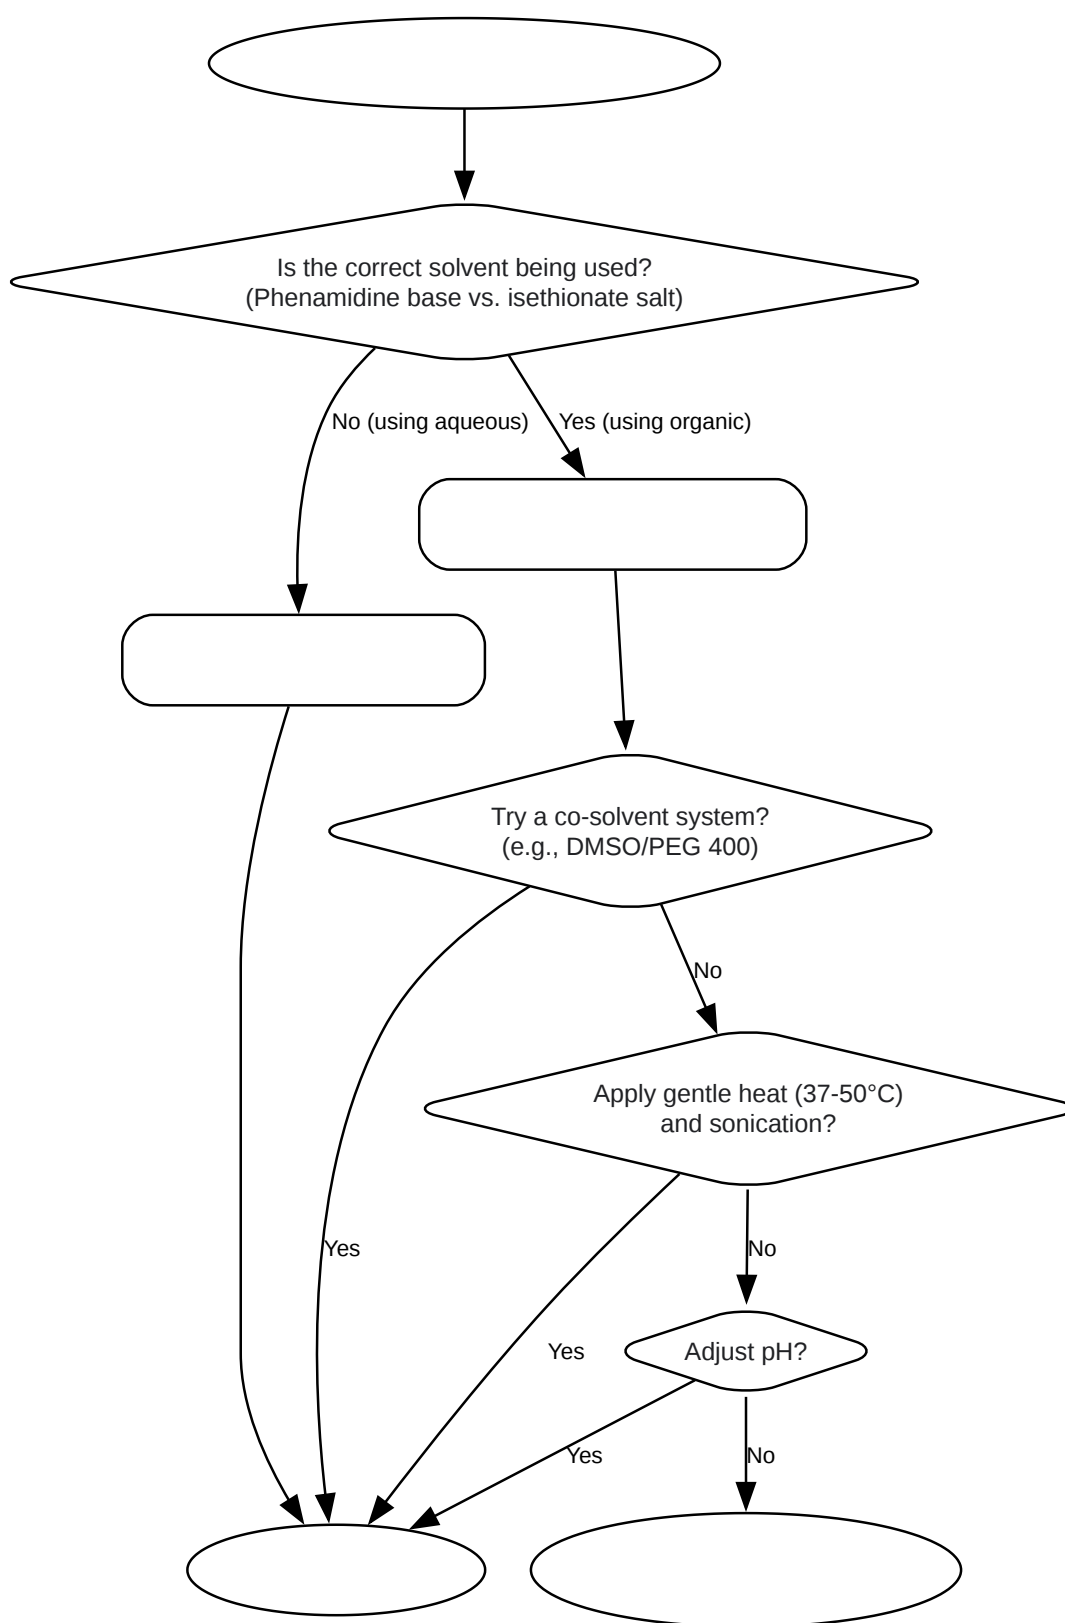 Is the correct solvent being used?
(Phenamidine base vs. isethionate salt)
No (using aqueous)
Yes (using organic)
Try a co-solvent system?
(e.g., DMSO/PEG 400)
No
Apply gentle heat (37-50°C)
and sonication?
Yes
No
Yes
Adjust pH?
Yes
No